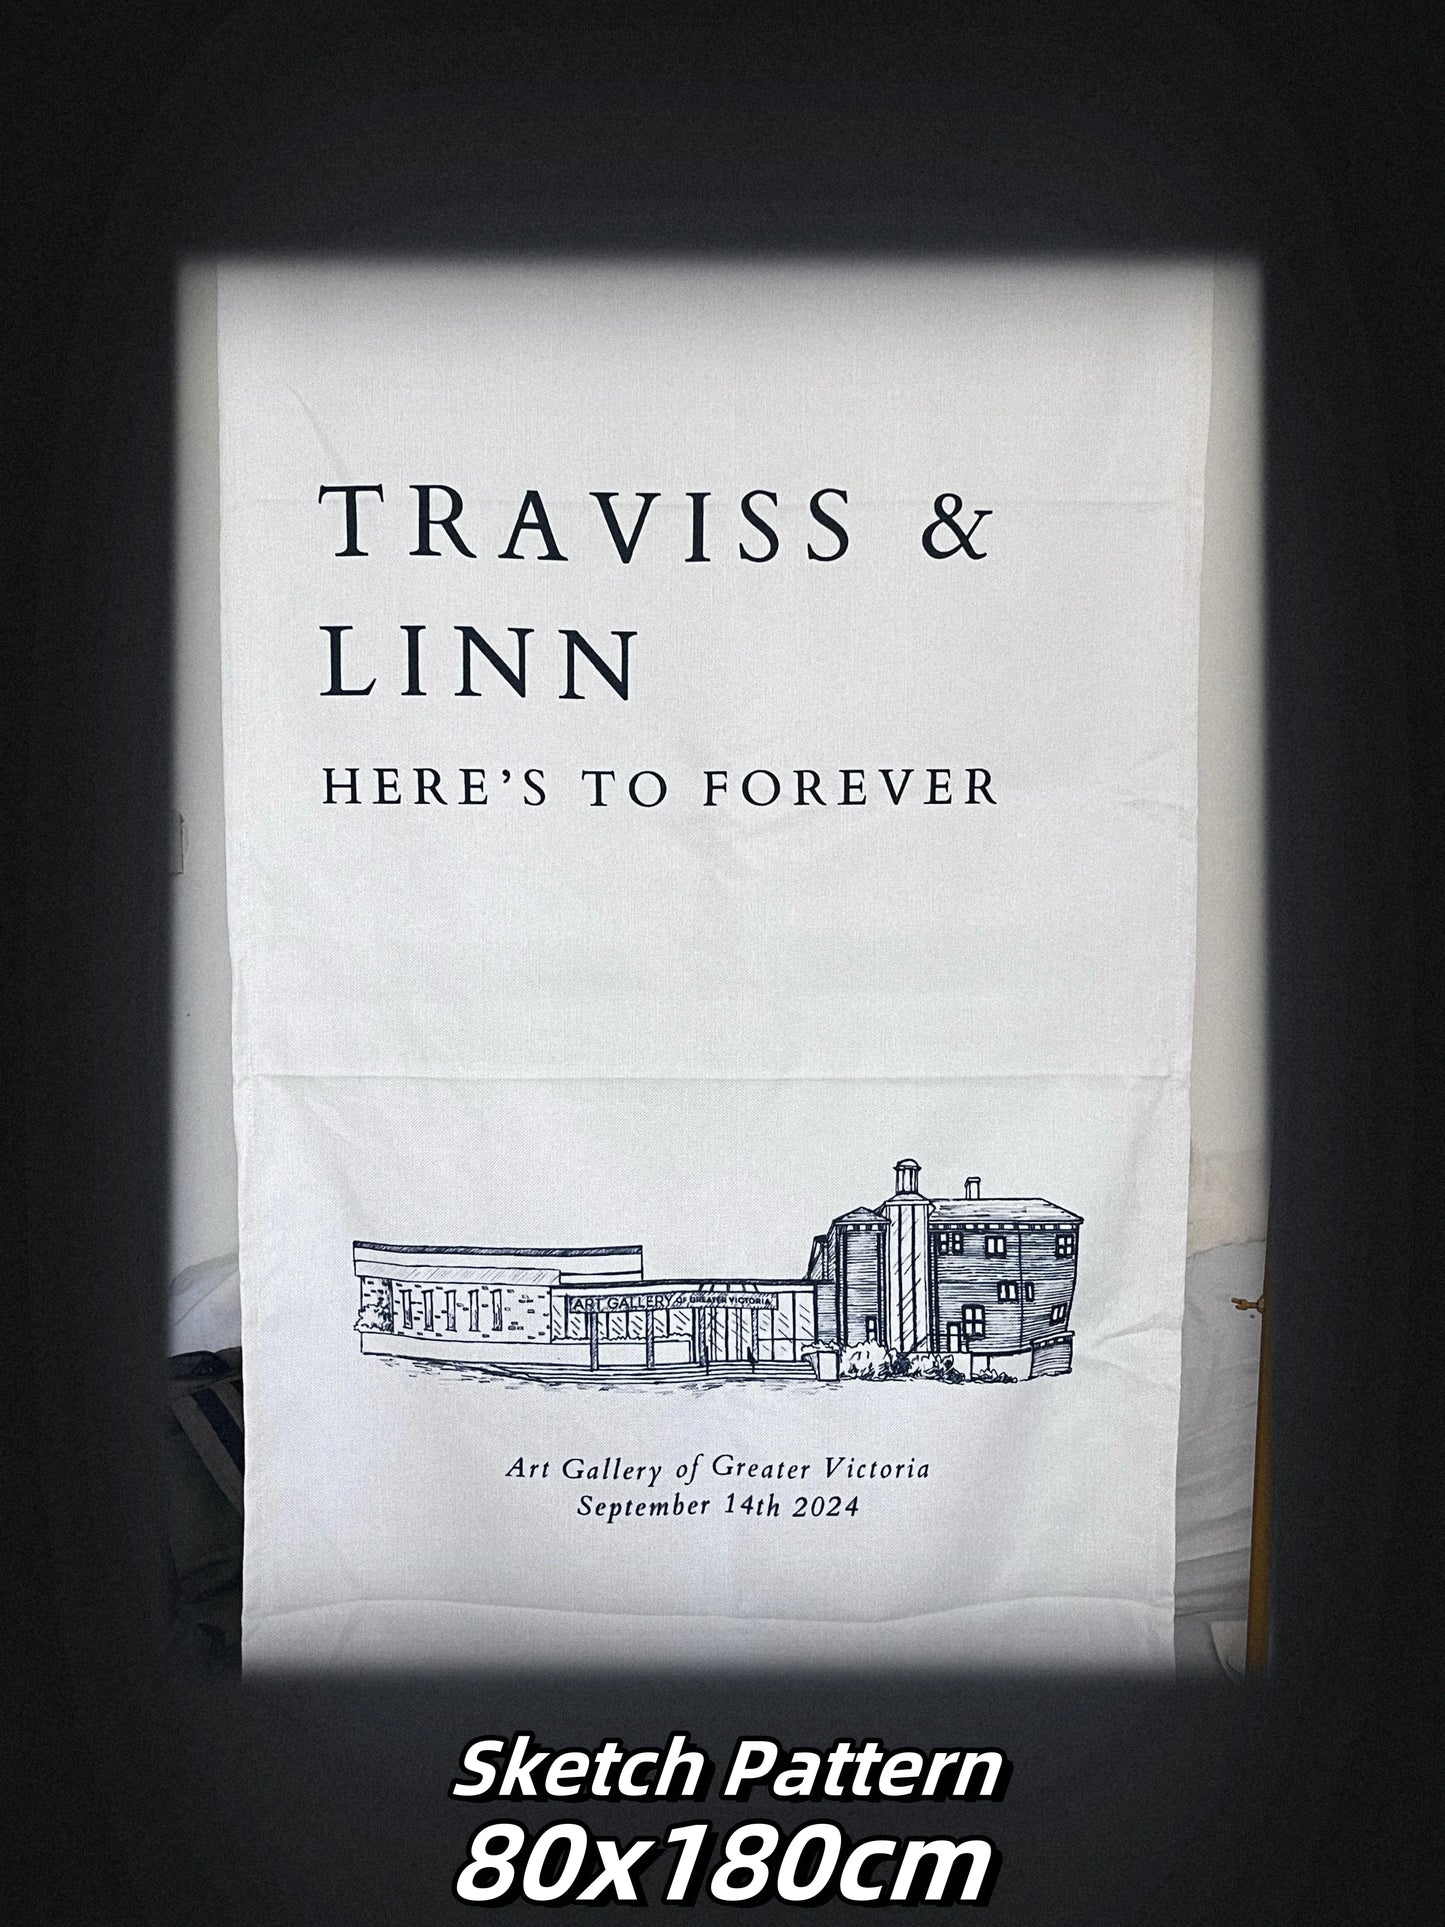 TRAVISS &
LINN
HERE'S TO FOREVER
ART GALLERY OF GREATER VICTORIA
Art Gallery of Greater Victoria
September 14th 2024
Sketch Pattern
80x180cm